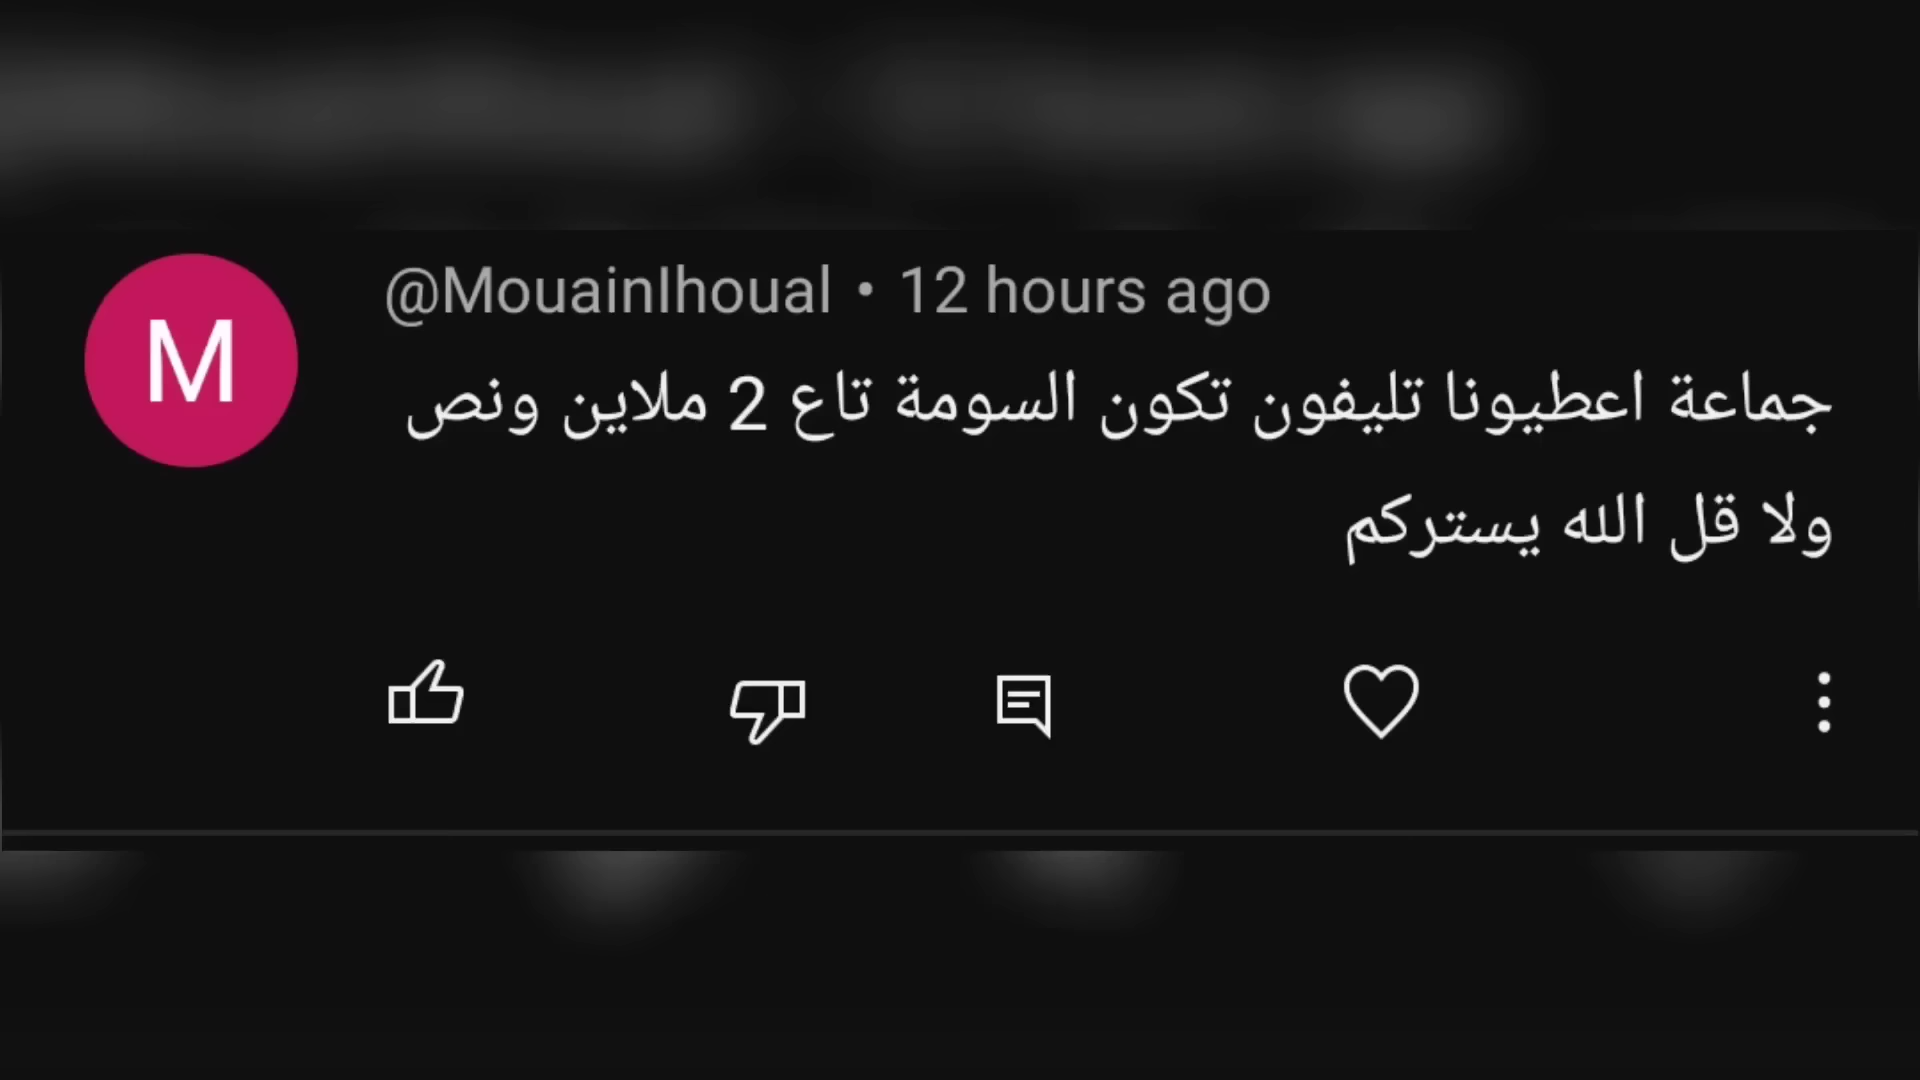 M
@MouainIhoual • 12 hours ago
جماعة اعطيونا تليفون تكون السومة تاع 2 ملاين ونص
ولا قل الله يستركم